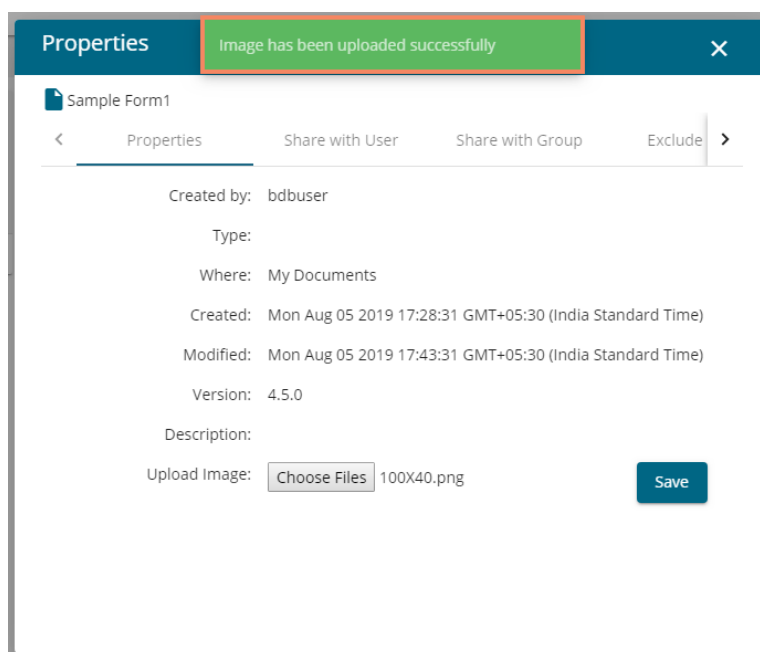 Properties
Image has been uploaded successfully
Sample Form1
Properties Share with User Share with Group Exclude
Created by: bdbuser
Type:
Where: My Documents
Created: Mon Aug 05 2019 17:28:31 GMT+05:30 (India Standard Time)
Modified: Mon Aug 05 2019 17:43:31 GMT+05:30 (India Standard Time)
Version: 4.5.0
Description:
Upload Image: Choose Files 100X40.png Save